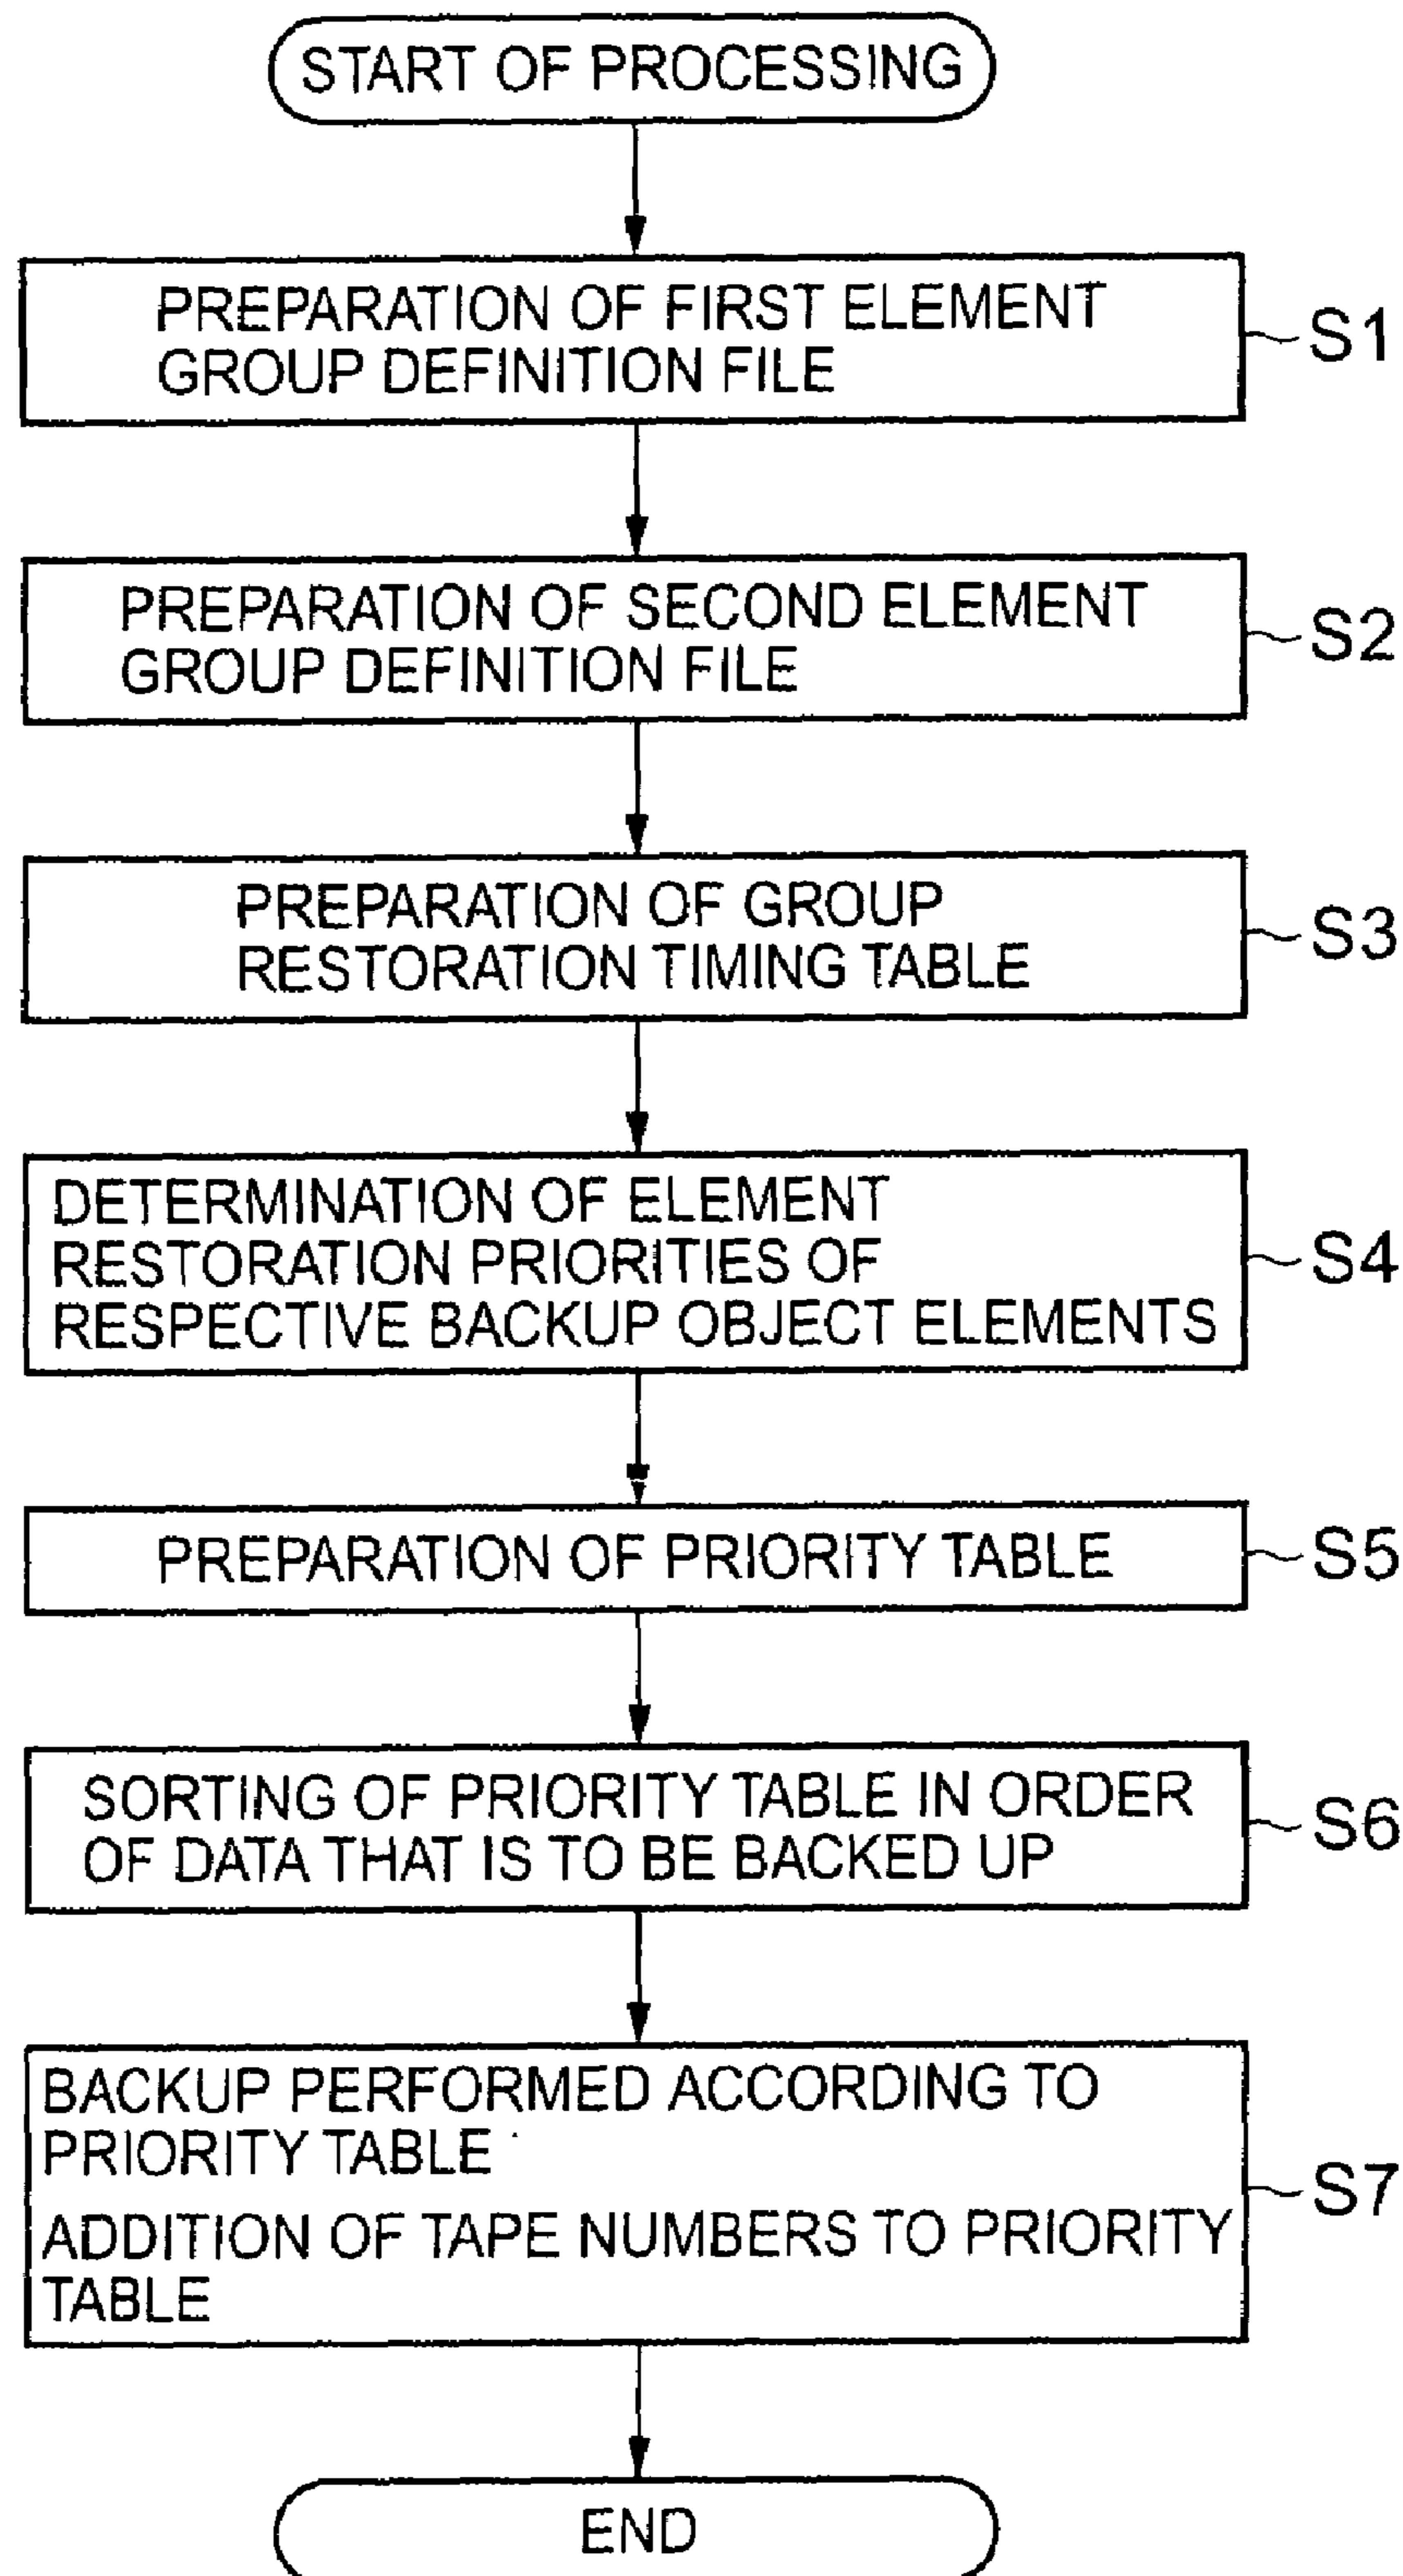 START OF PROCESSING
PREPARATION OF FIRST ELEMENT
GROUP DEFINITION FILE
S1
PREPARATION OF SECOND ELEMENT
GROUP DEFINITION FILE
S2
PREPARATION OF GROUP
RESTORATION TIMING TABLE
S3
DETERMINATION OF ELEMENT
RESTORATION PRIORITIES OF
RESPECTIVE BACKUP OBJECT ELEMENTS
S4
PREPARATION OF PRIORITY TABLE
S5
SORTING OF PRIORITY TABLE IN ORDER
OF DATA THAT IS TO BE BACKED UP
S6
BACKUP PERFORMED ACCORDING TO
PRIORITY TABLE
ADDITION OF TAPE NUMBERS TO PRIORITY
TABLE
S7
END